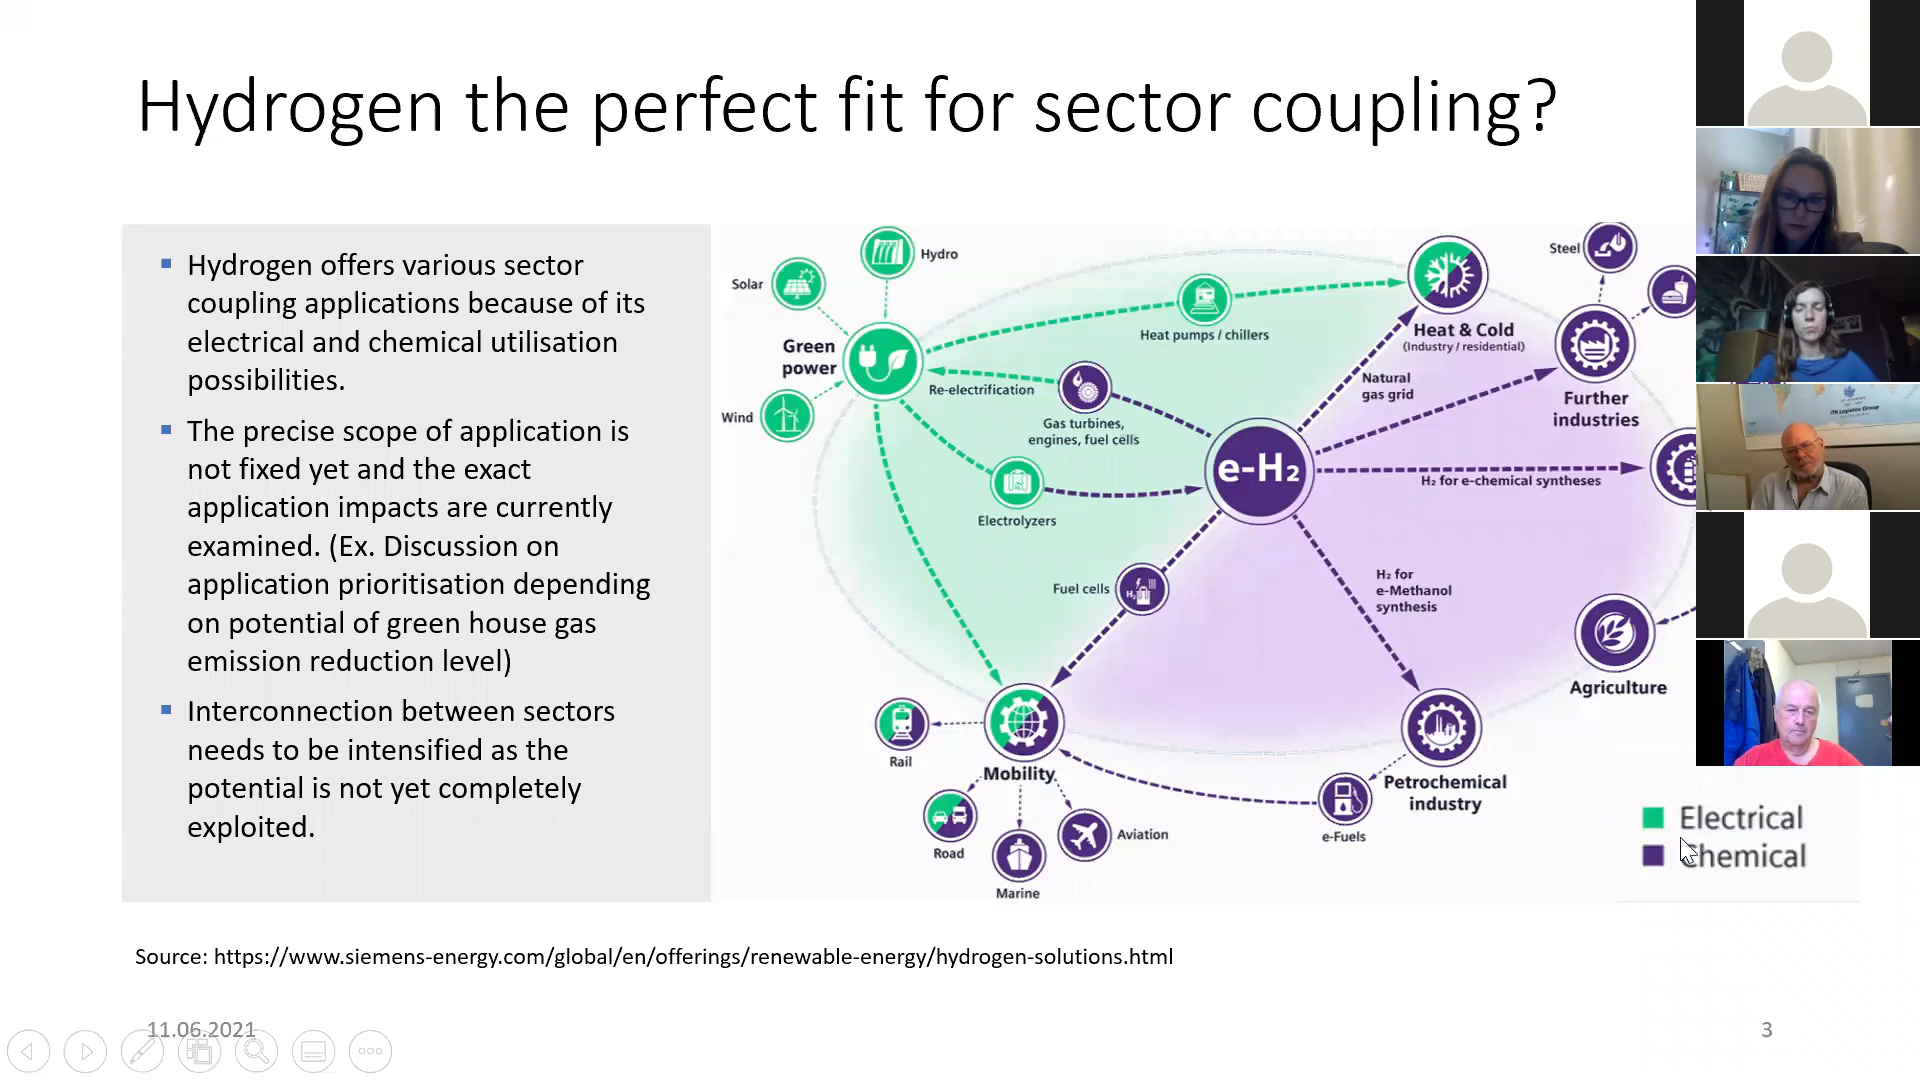 Hydrogen the perfect fit for sector coupling?
Hydrogen offers various sector
coupling applications because of its
electrical and chemical utilisation
possibilities.
The precise scope of application is
not fixed yet and the exact
application impacts are currently
examined. (Ex. Discussion on
application prioritisation depending
on potential of green house gas
emission reduction level)
Interconnection between sectors
needs to be intensified as the
potential is not yet completely
exploited.
Hydro
Solar
Green
power
Wind
Heat pumps / chillers
Re-electrification
Gas turbines,
engines, fuel cells
Electrolyzers
e-H₂
Heat & Cold
(Industry / residential)
Natural
gas grid
Steel
Further
industries
H₂ for e-chemical syntheses
Fuel cells
H₂
H₂ for
e-Methanol
synthesis
Agriculture
Rail
Mobility
Road
Marine
Aviation
e-Fuels
Petrochemical
industry
Electrical
Chemical
ITN Logistics Group
Source: https://www.siemens-energy.com/global/en/offerings/renewable-energy/hydrogen-solutions.html
11.06.2021
3